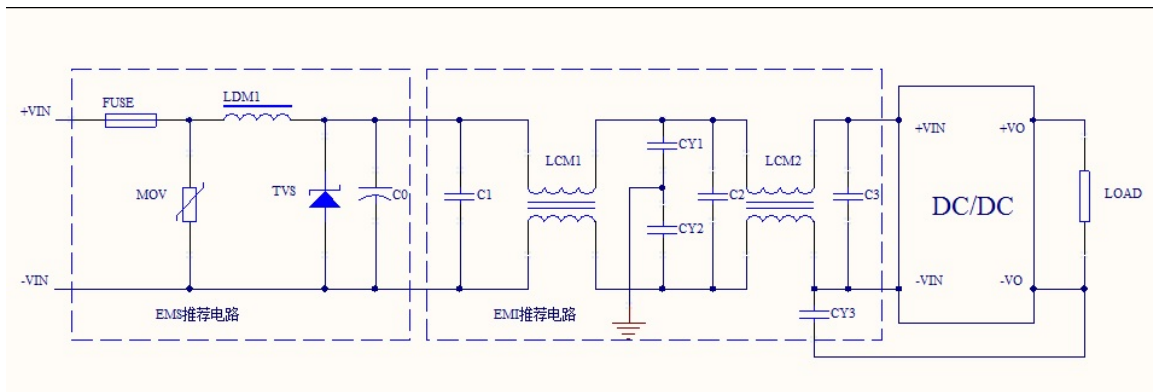 FUSE
LDM1
+VIN
MOV
TVS
C0
-VIN
EMS推荐电路
C1
LCM1
CY1
CY2
C2
LCM2
C3
EMI推荐电路
CY3
+VIN
+VO
DC/DC
-VIN
-VO
LOAD